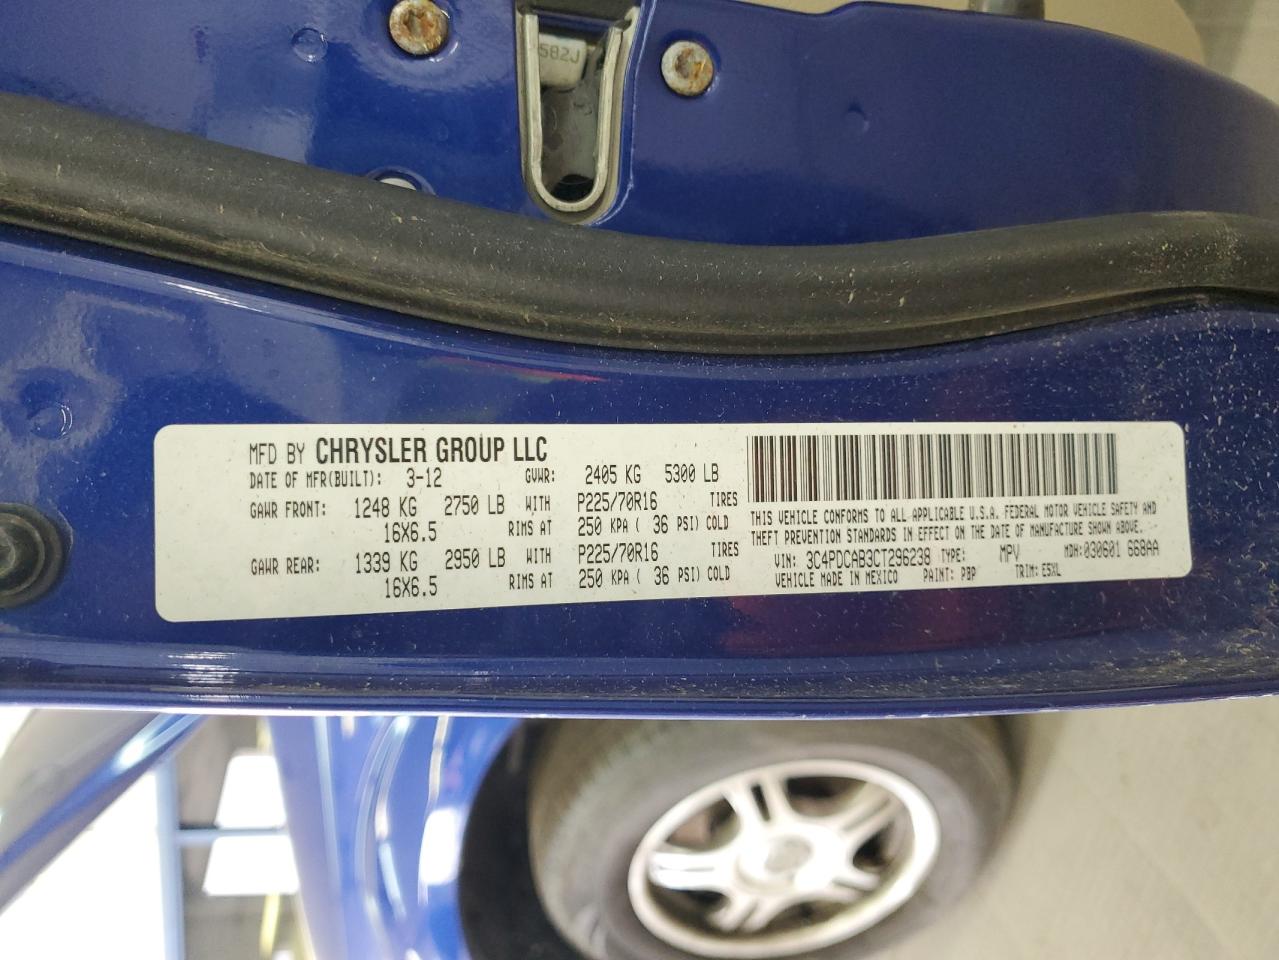 582J
MFD BY CHRYSLER GROUP LLC
DATE OF MFR(BUILT): 3-12 GVWR: 2405 KG 5300 LB
GAWR FRONT: 1248 KG 2750 LB WITH P225/70R16 TIRES
16X6.5 RIMS AT 250 KPA ( 36 PSI) COLD
GAWR REAR: 1339 KG 2950 LB WITH P225/70R16 TIRES
16X6.5 RIMS AT 250 KPA ( 36 PSI) COLD
THIS VEHICLE CONFORMS TO ALL APPLICABLE U.S.A. FEDERAL MOTOR VEHICLE SAFETY AND
THEFT PREVENTION STANDARDS IN EFFECT ON THE DATE OF MANUFACTURE SHOWN ABOVE.
VIN: 3C4PDCAB3CT296238 TYPE: MPV MDH:030601 668AA
VEHICLE MADE IN MEXICO PAINT: PBP TRIM: E5XL